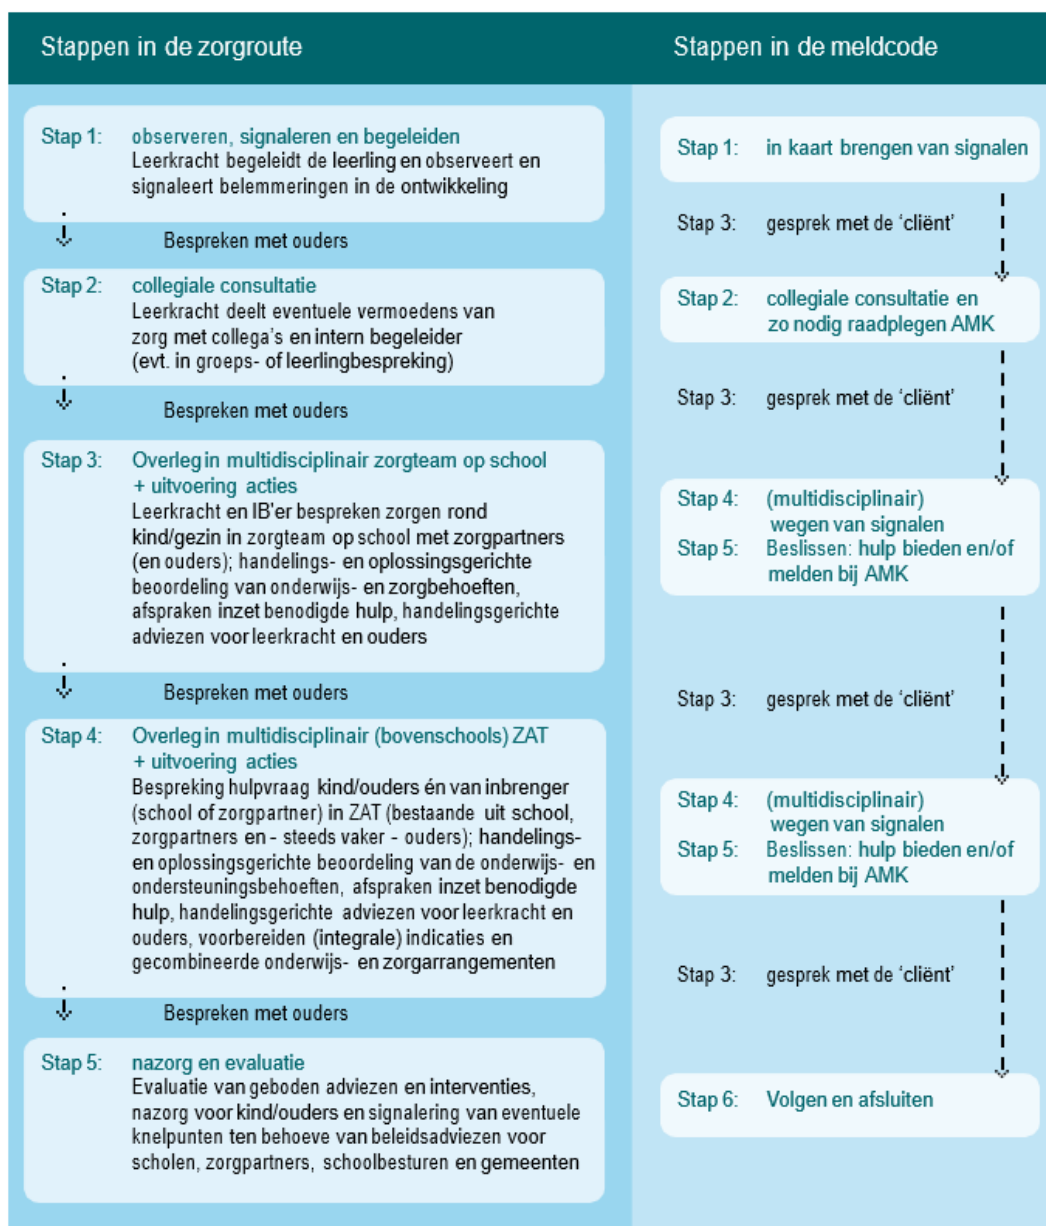 Stappen in de zorgroute
Stap 1: observeren, signaleren en begeleiden
Leerkracht begeleidt de leerling en observeert en
signaleert belemmeringen in de ontwikkeling
Bespreken met ouders
Stap 2: collegiale consultatie
Leerkracht deelt eventuele vermoedens van
zorg met collega's en intern begeleider
(evt. in groeps- of leerlingbespreking)
Bespreken met ouders
Stap 3: Overleg in multidisciplinair zorgteam op school
+ uitvoering acties
Leerkracht en IB'er bespreken zorgen rond
kind/gezin in zorgteam op school met zorgpartners
(en ouders); handelings- en oplossingsgerichte
beoordeling van onderwijs- en zorgbehoeften,
afspraken inzet benodigde hulp, handelingsgerichte
adviezen voor leerkracht en ouders
Bespreken met ouders
Stap 4: Overleg in multidisciplinair (bovenschools) ZAT
+ uitvoering acties
Bespreking hulpvraag kind/ouders én van inbrenger
(school of zorgpartner) in ZAT (bestaande uit school,
zorgpartners en - steeds vaker - ouders); handelings-
en oplossingsgerichte beoordeling van de onderwijs- en
ondersteuningsbehoeften, afspraken inzet benodigde
hulp, handelingsgerichte adviezen voor leerkracht en
ouders, voorbereiden (integrale) indicaties en
gecombineerde onderwijs- en zorgarrangementen
Bespreken met ouders
Stap 5: nazorg en evaluatie
Evaluatie van geboden adviezen en interventies,
nazorg voor kind/ouders en signalering van eventuele
knelpunten ten behoeve van beleidsadviezen voor
scholen, zorgpartners, schoolbesturen en gemeenten
Stappen in de meldcode
Stap 1: in kaart brengen van signalen
Stap 3: gesprek met de 'cliënt'
Stap 2: collegiale consultatie en
zo nodig raadplegen AMK
Stap 3: gesprek met de 'cliënt'
Stap 4: (multidisciplinair)
wegen van signalen
Stap 5: Beslissen: hulp bieden en/of
melden bij AMK
Stap 3: gesprek met de 'cliënt'
Stap 4: (multidisciplinair)
wegen van signalen
Stap 5: Beslissen: hulp bieden en/of
melden bij AMK
Stap 3: gesprek met de 'cliënt'
Stap 6: Volgen en afsluiten